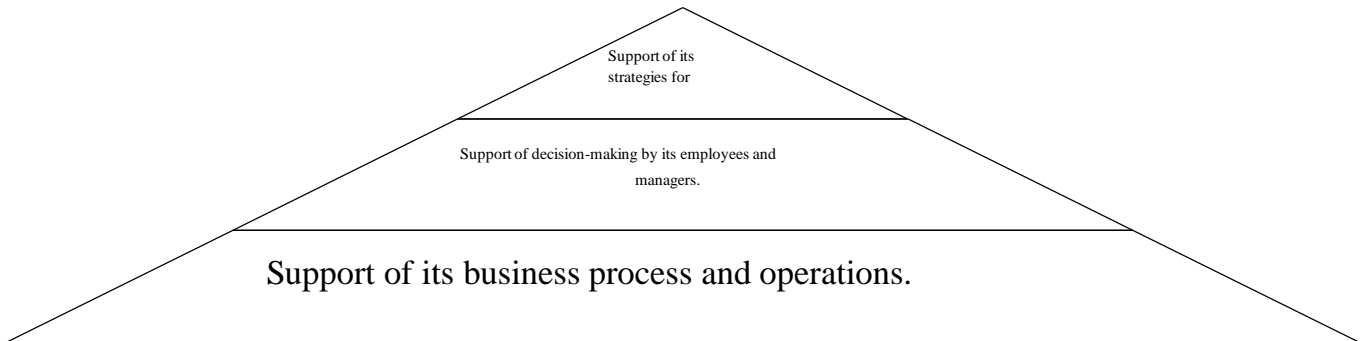 Support of its
strategies for
Support of decision-making by its employees and
managers.
Support of its business process and operations.